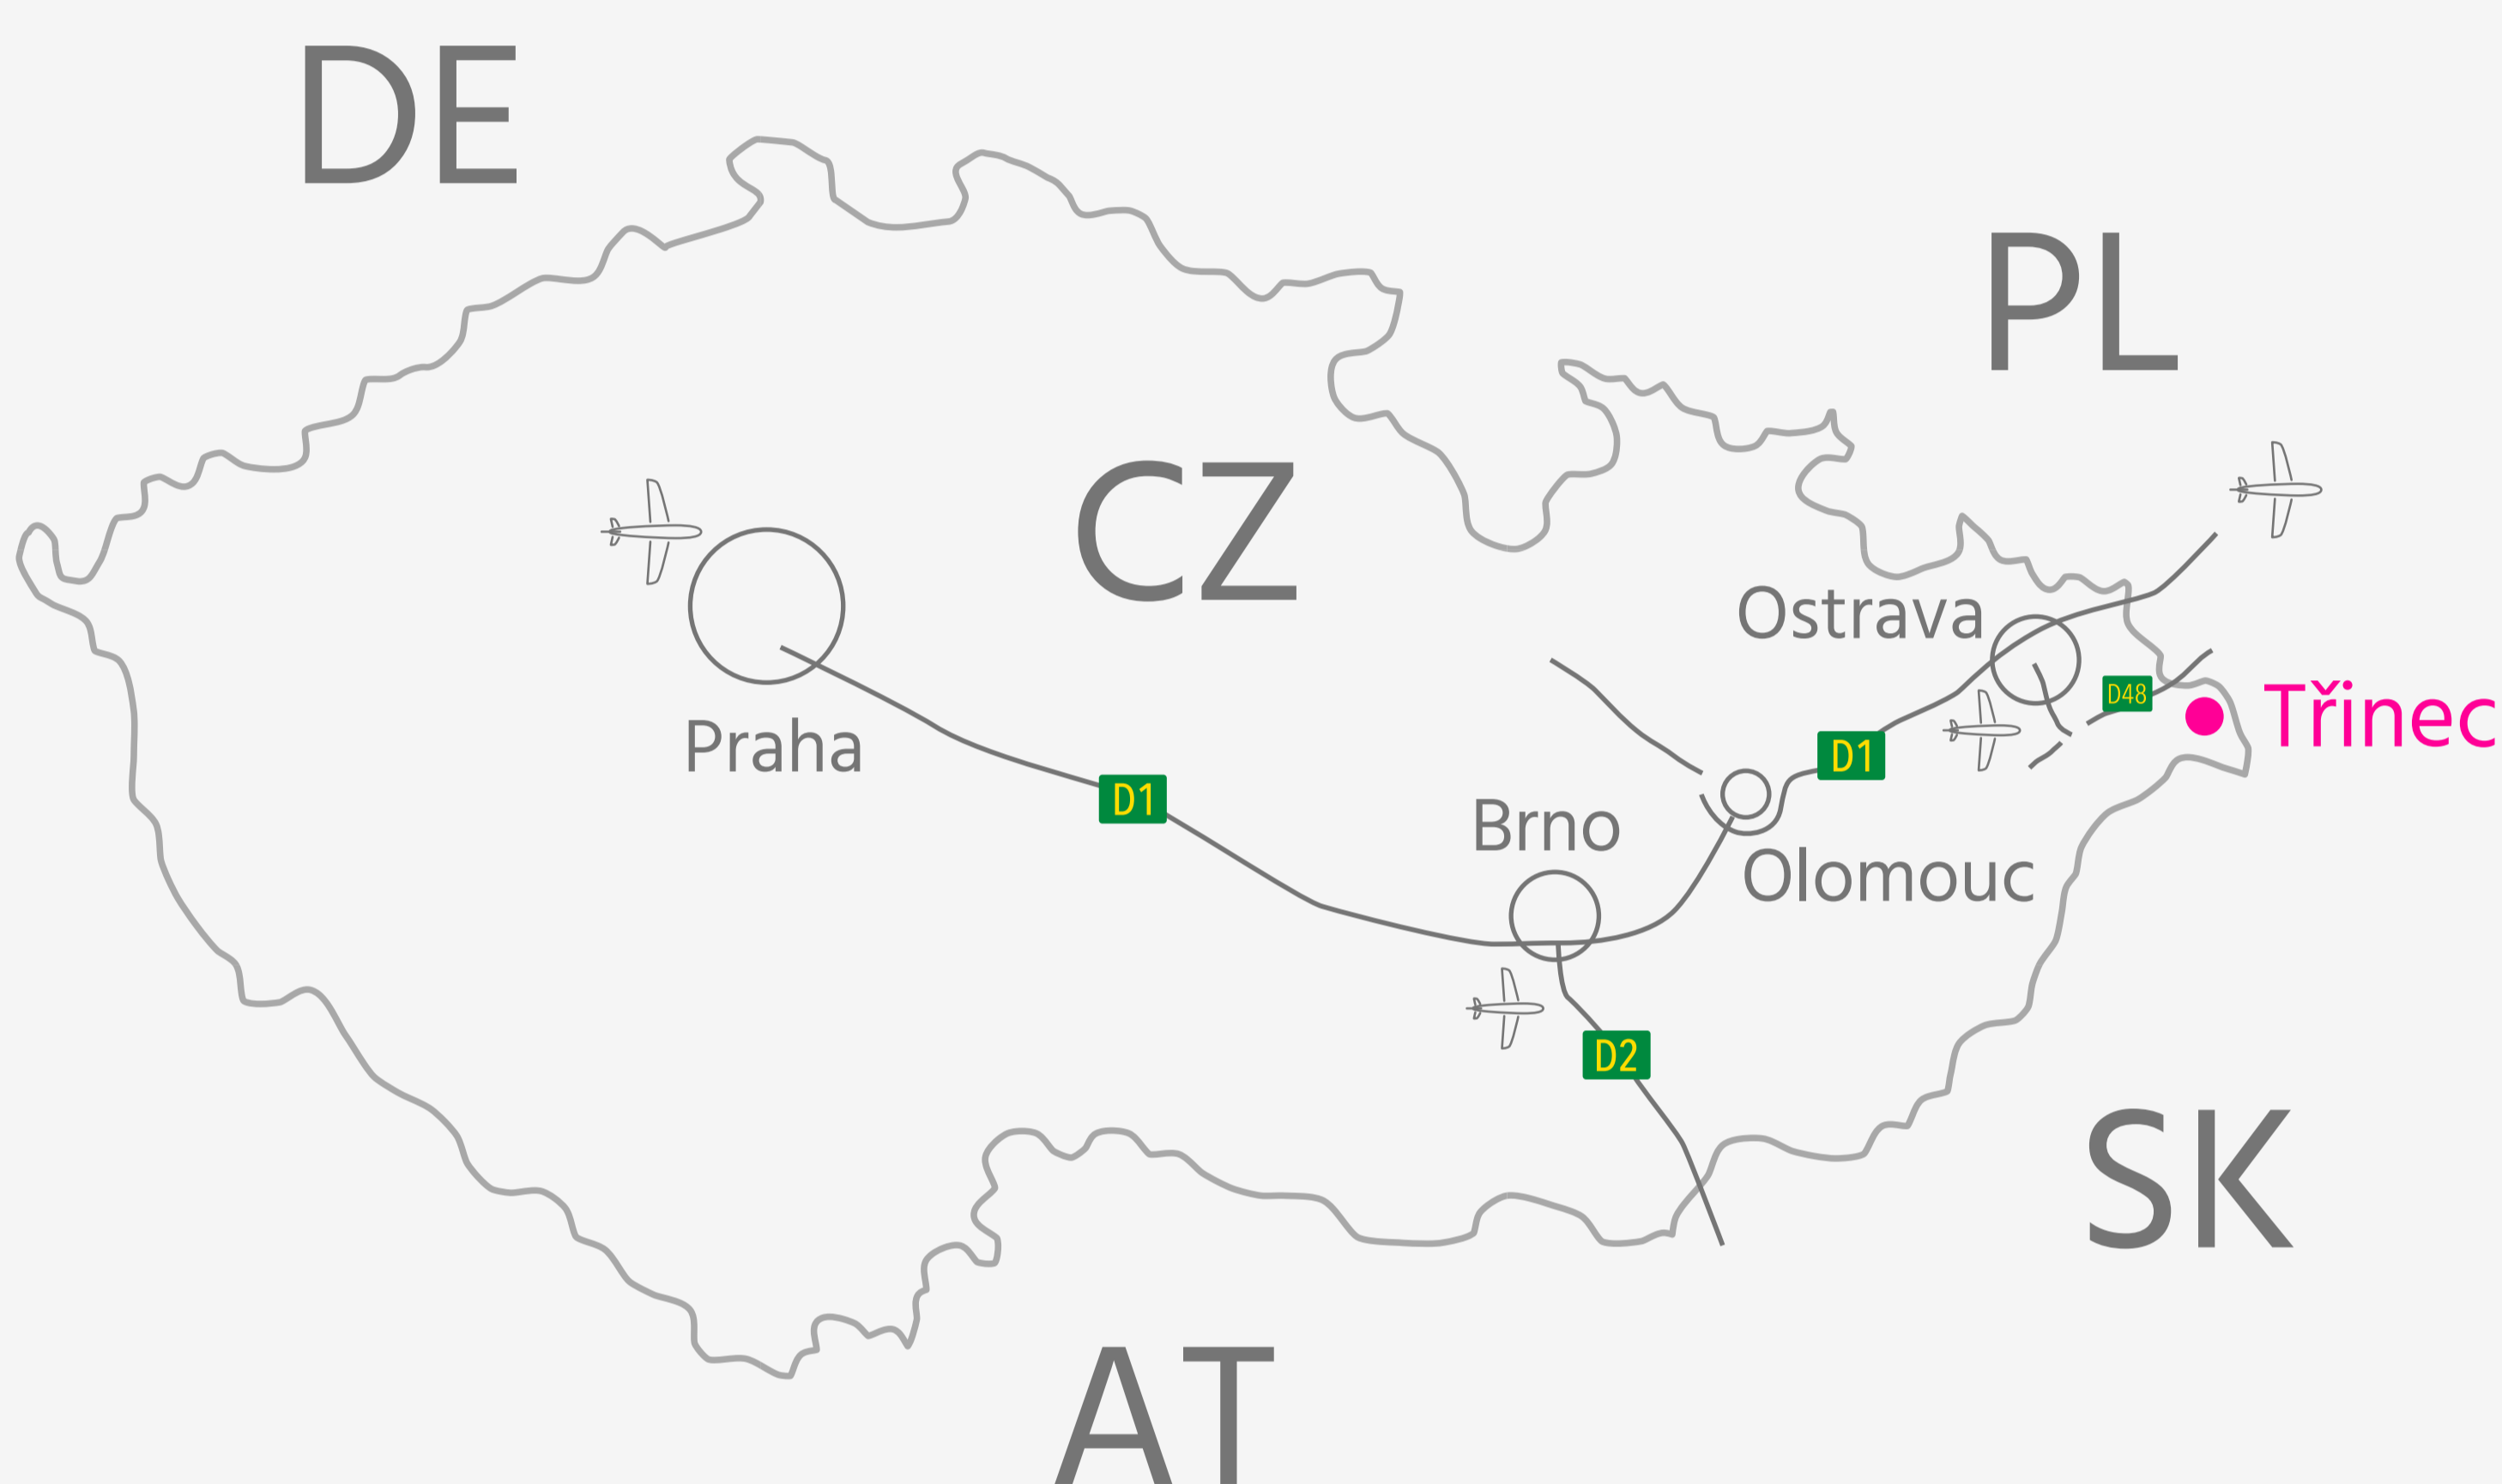 DE
PL
CZ
Ostrava
D48
Třinec
Praha
D1
D1
Brno
Olomouc
D2
SK
AT